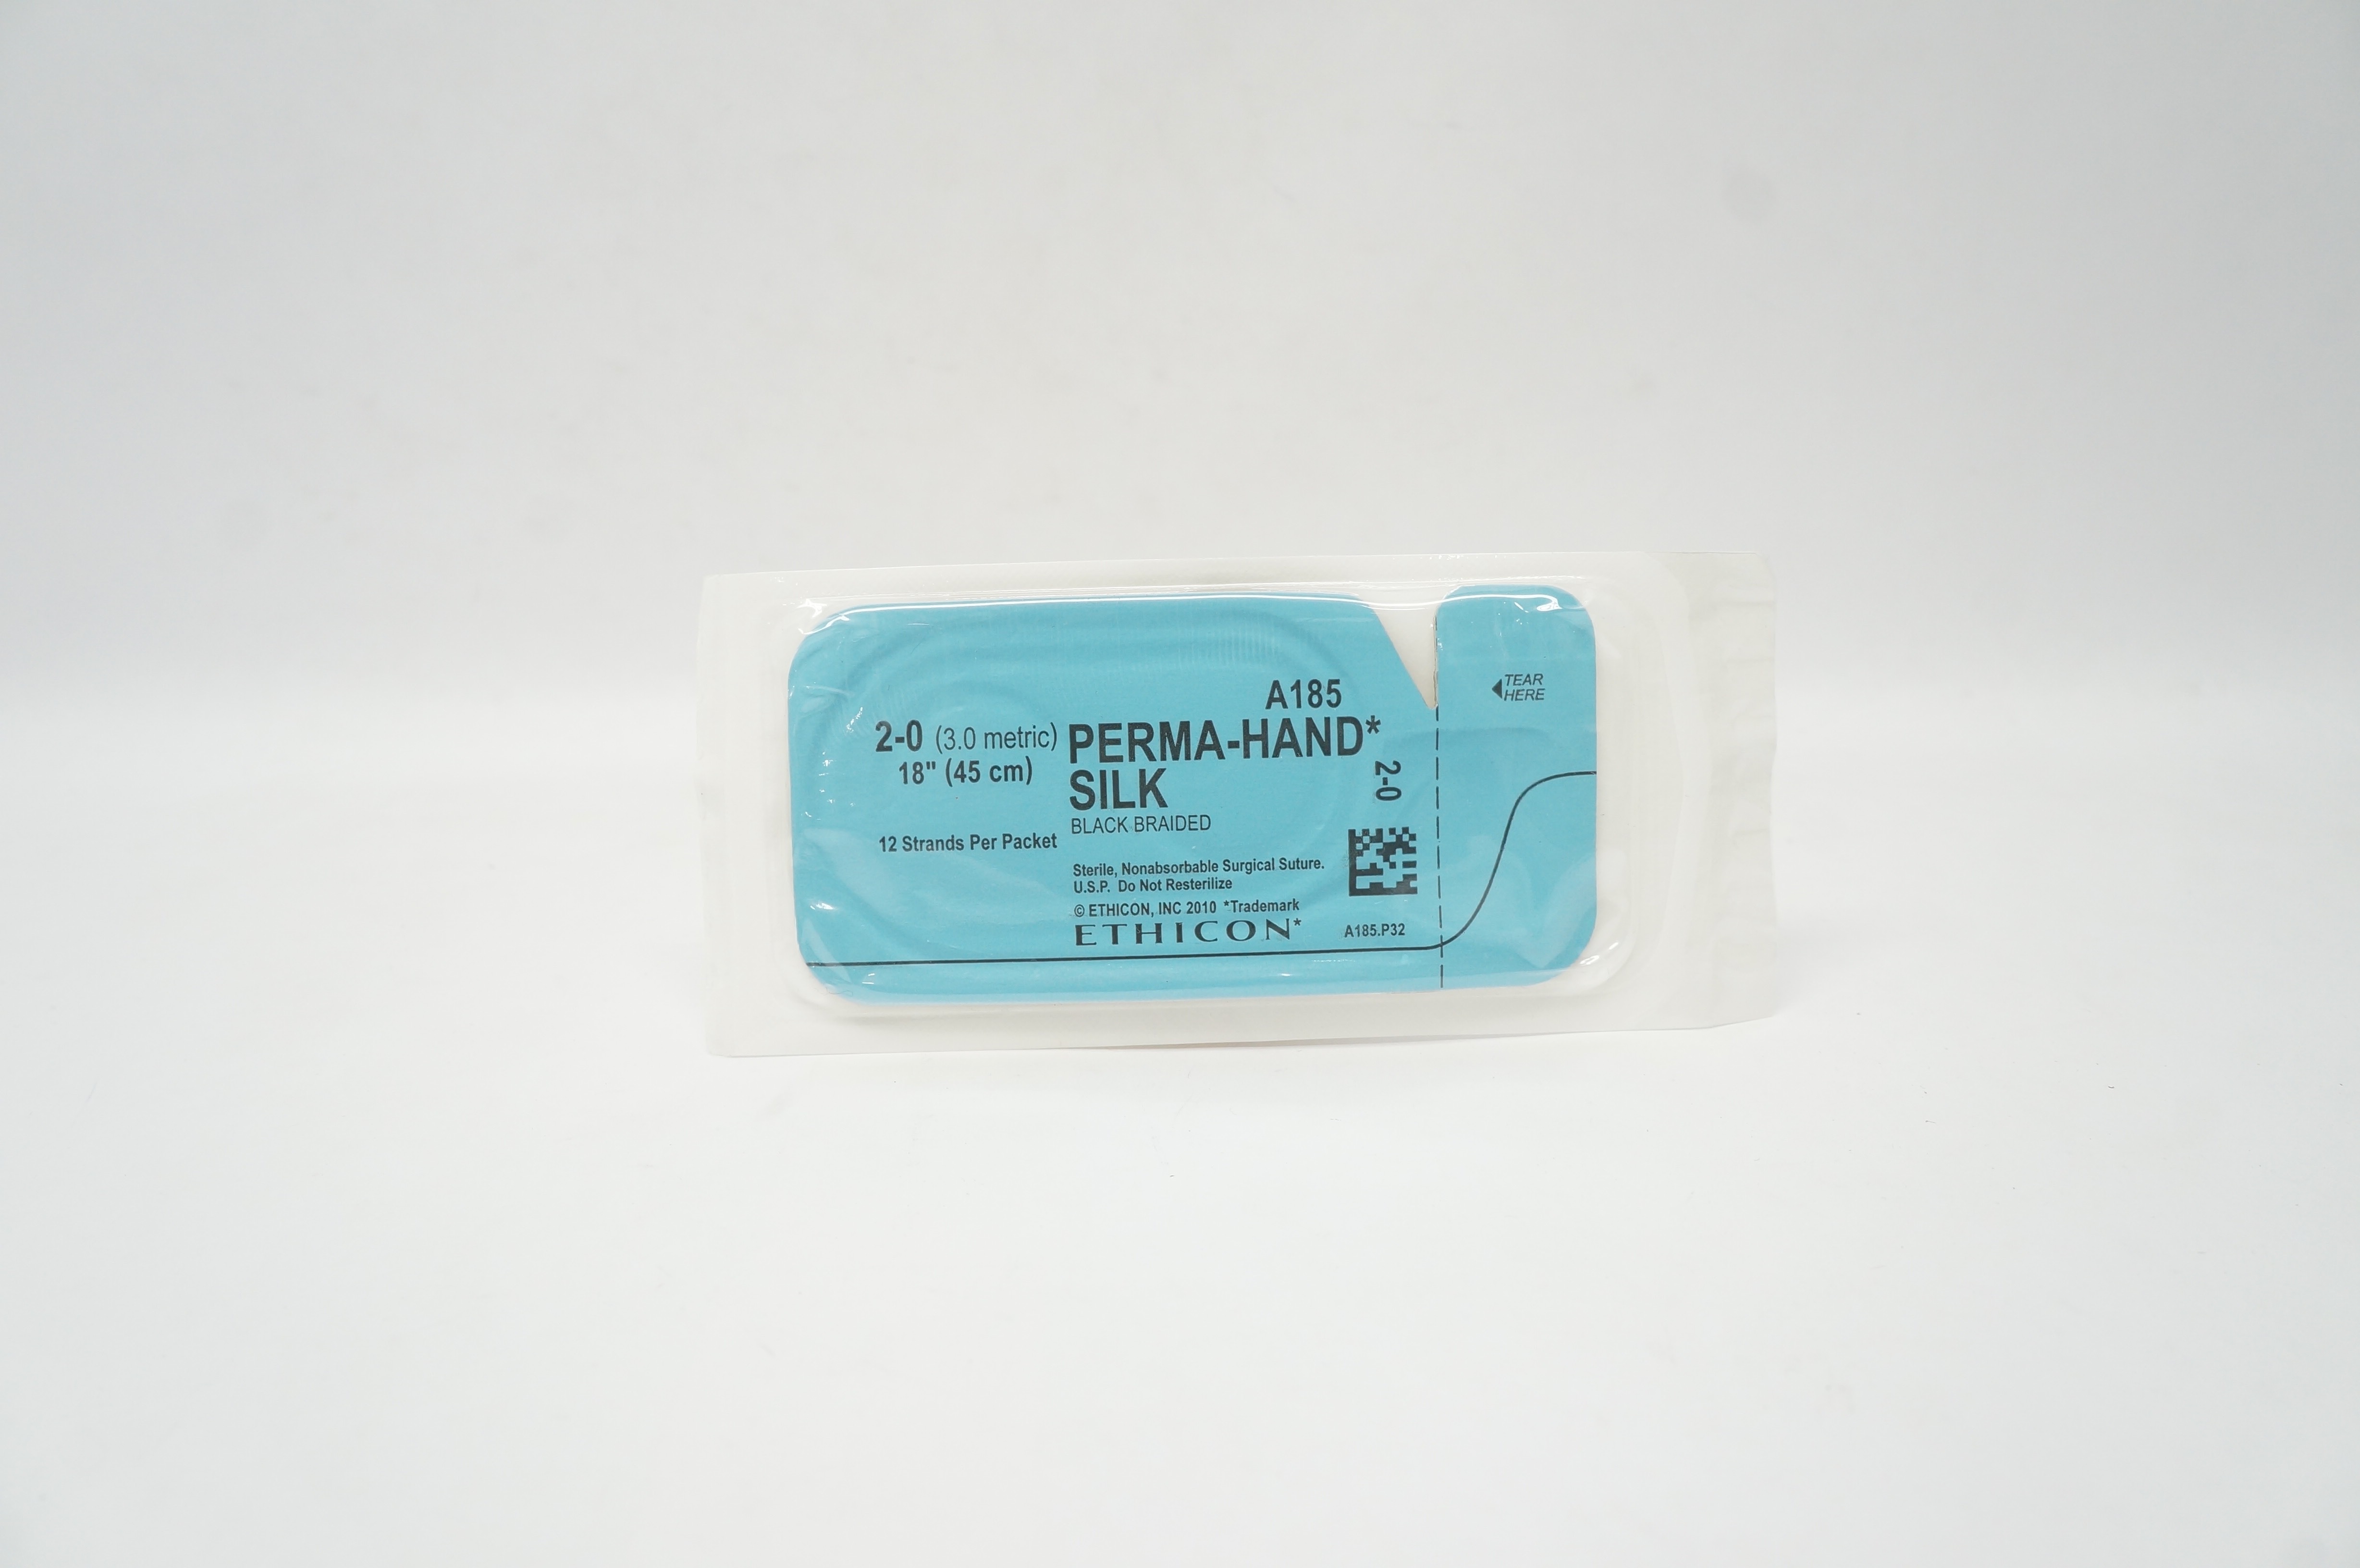 A185
2-0 (3.0 metric) PERMA-HAND*
18" (45 cm) SILK
BLACK BRAIDED
12 Strands Per Packet
Sterile, Nonabsorbable Surgical Suture.
U.S.P. Do Not Resterilize
© ETHICON, INC 2010 *Trademark
ETHICON*
A185.P32
2-0
TEAR
HERE